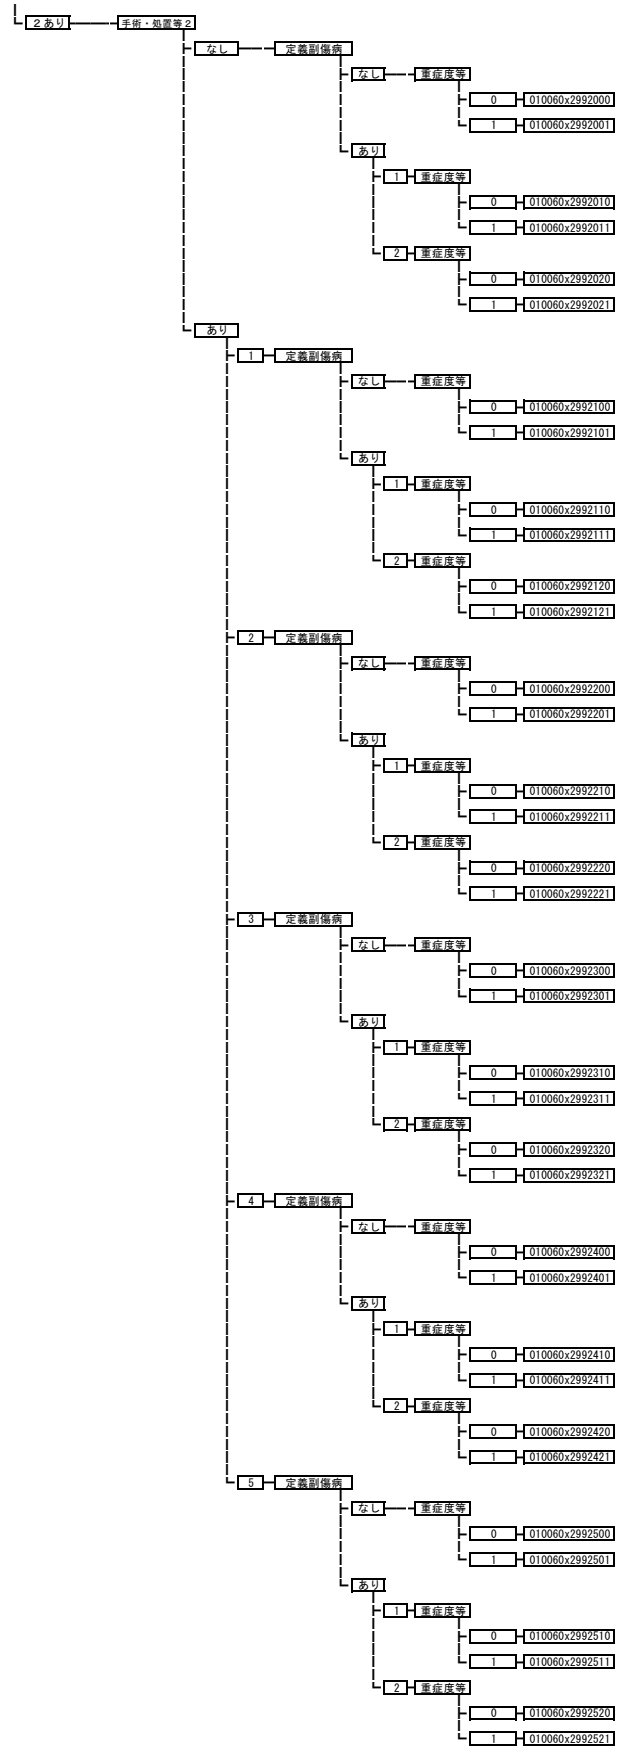 ２あり 手術・処置等２
なし 定義副傷病
なし 重症度等
0 010060x2992000
1 010060x2992001
あり
1 重症度等
0 010060x2992010
1 010060x2992011
2 重症度等
0 010060x2992020
1 010060x2992021
あり
1 定義副傷病
なし 重症度等
0 010060x2992100
1 010060x2992101
あり
1 重症度等
0 010060x2992110
1 010060x2992111
2 重症度等
0 010060x2992120
1 010060x2992121
2 定義副傷病
なし 重症度等
0 010060x2992200
1 010060x2992201
あり
1 重症度等
0 010060x2992210
1 010060x2992211
2 重症度等
0 010060x2992220
1 010060x2992221
3 定義副傷病
なし 重症度等
0 010060x2992300
1 010060x2992301
あり
1 重症度等
0 010060x2992310
1 010060x2992311
2 重症度等
0 010060x2992320
1 010060x2992321
4 定義副傷病
なし 重症度等
0 010060x2992400
1 010060x2992401
あり
1 重症度等
0 010060x2992410
1 010060x2992411
2 重症度等
0 010060x2992420
1 010060x2992421
5 定義副傷病
なし 重症度等
0 010060x2992500
1 010060x2992501
あり
1 重症度等
0 010060x2992510
1 010060x2992511
2 重症度等
0 010060x2992520
1 010060x2992521